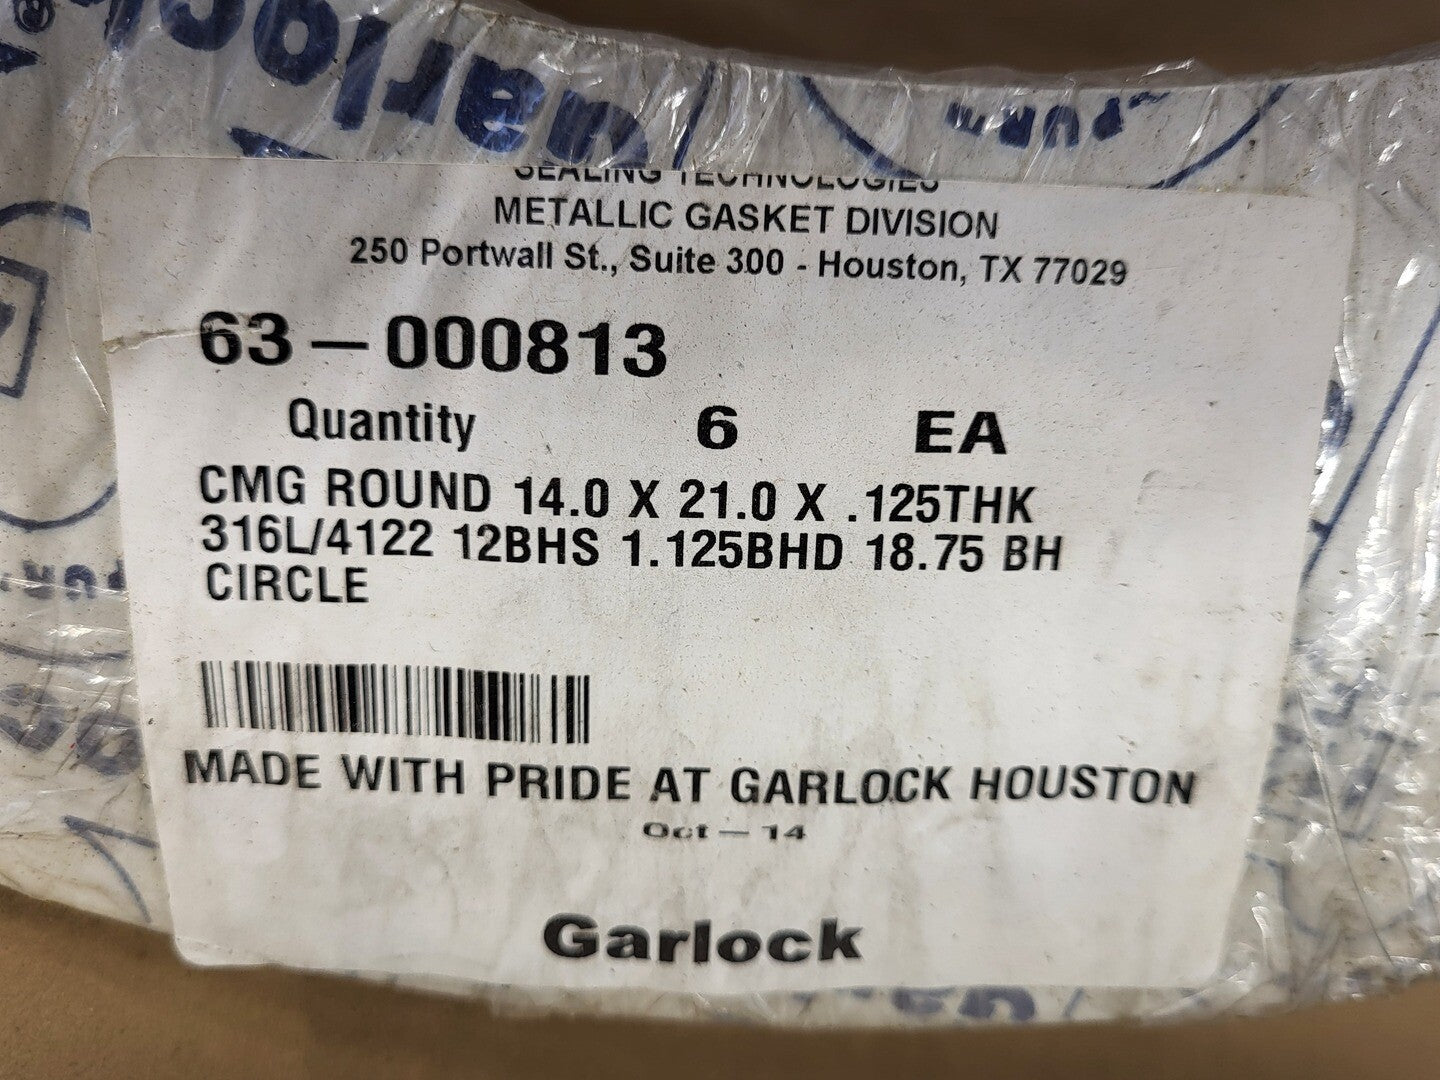 Garlock
SEALING TECHNOLOGIES
METALLIC GASKET DIVISION
250 Portwall St., Suite 300 - Houston, TX 77029
63-000813
Quantity 6 EA
CMG ROUND 14.0 X 21.0 X .125THK
316L/4122 12BHS 1.125BHD 18.75 BH
CIRCLE
MADE WITH PRIDE AT GARLOCK HOUSTON
Oct-14
Garlock